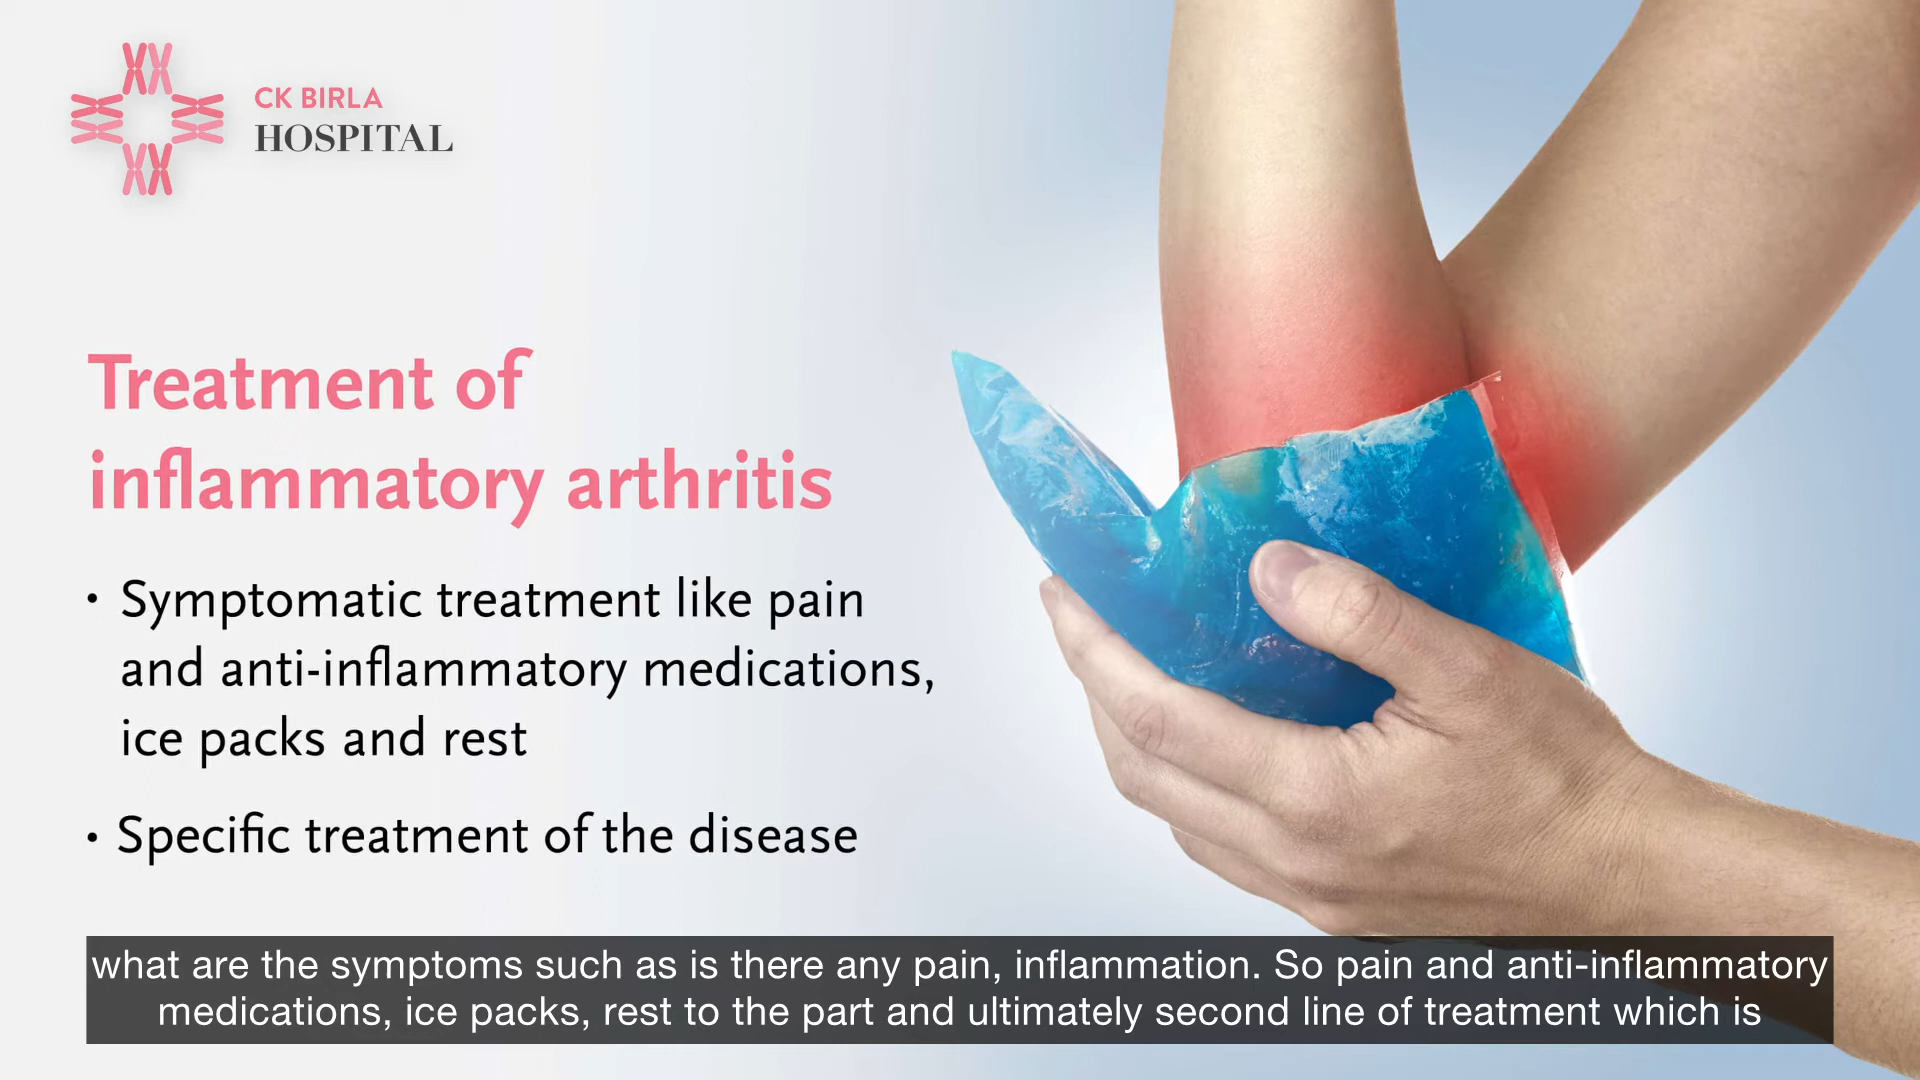 CK BIRLA
HOSPITAL
Treatment of
inflammatory arthritis
• Symptomatic treatment like pain
and anti-inflammatory medications,
ice packs and rest
• Specific treatment of the disease
what are the symptoms such as is there any pain, inflammation. So pain and anti-inflammatory
medications, ice packs, rest to the part and ultimately second line of treatment which is